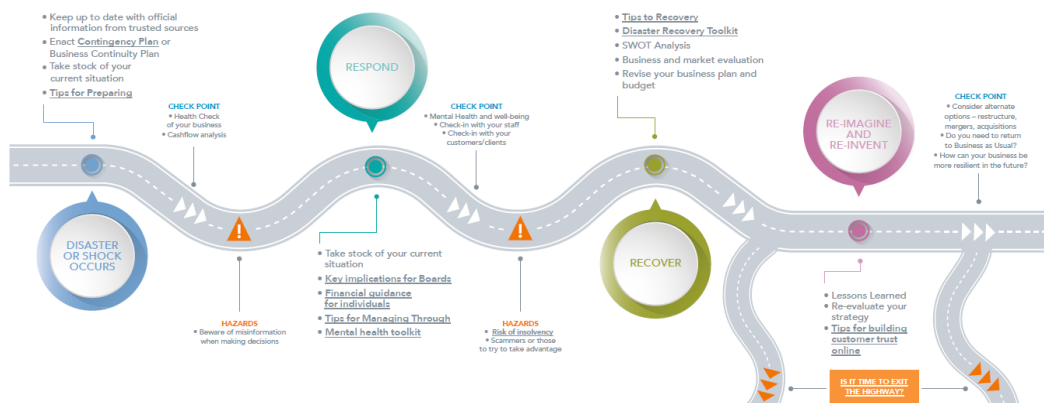 • Keep up to date with official
information from trusted sources
• Enact Contingency Plan or
Business Continuity Plan
• Take stock of your
current situation
• Tips for Preparing
CHECK POINT
• Health Check
of your business
• Cashflow analysis
DISASTER
OR SHOCK
OCCURS
HAZARDS
• Beware of misinformation
when making decisions
RESPOND
• Take stock of your current
situation
• Key implications for Boards
• Financial guidance
for individuals
• Tips for Managing Through
• Mental health toolkit
CHECK POINT
• Mental Health and well-being
• Check-in with your staff
• Check-in with your
customers/clients
HAZARDS
• Risk of insolvency
• Scammers or those
to try to take advantage
• Tips to Recovery
• Disaster Recovery Toolkit
• SWOT Analysis
• Business and market evaluation
• Revise your business plan and
budget
RECOVER
RE-IMAGINE
AND
RE-INVENT
• Lessons Learned
• Re-evaluate your
strategy
• Tips for building
customer trust
online
CHECK POINT
• Consider alternate
options – restructure,
mergers, acquisitions
• Do you need to return
to Business as Usual?
• How can your business be
more resilient in the future?
IS IT TIME TO EXIT
THE HIGHWAY?